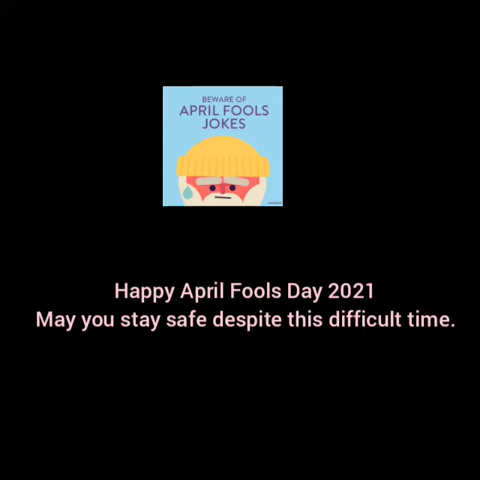 BEWARE OF
APRIL FOOLS
JOKES
Happy April Fools Day 2021
May you stay safe despite this difficult time.